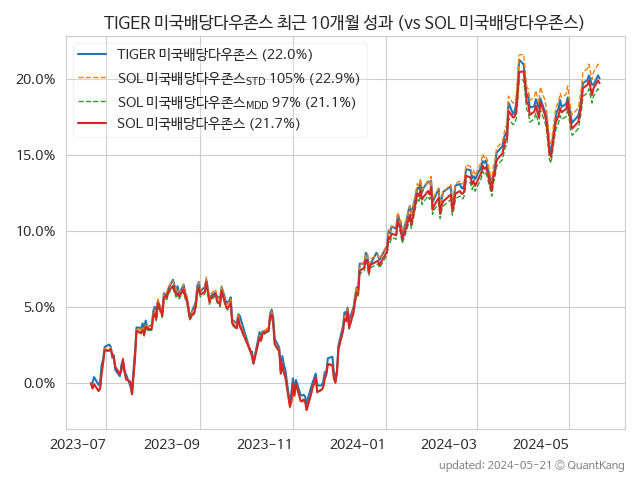 TIGER 미국배당다우존스 최근 10개월 성과 (vs SOL 미국배당다우존스)
TIGER 미국배당다우존스 (22.0%)
SOL 미국배당다우존스STD 105% (22.9%)
SOL 미국배당다우존스MDD 97% (21.1%)
SOL 미국배당다우존스 (21.7%)
20.0%
15.0%
10.0%
5.0%
0.0%
2023-07 2023-09 2023-11 2024-01 2024-03 2024-05
updated: 2024-05-21 © QuantKang